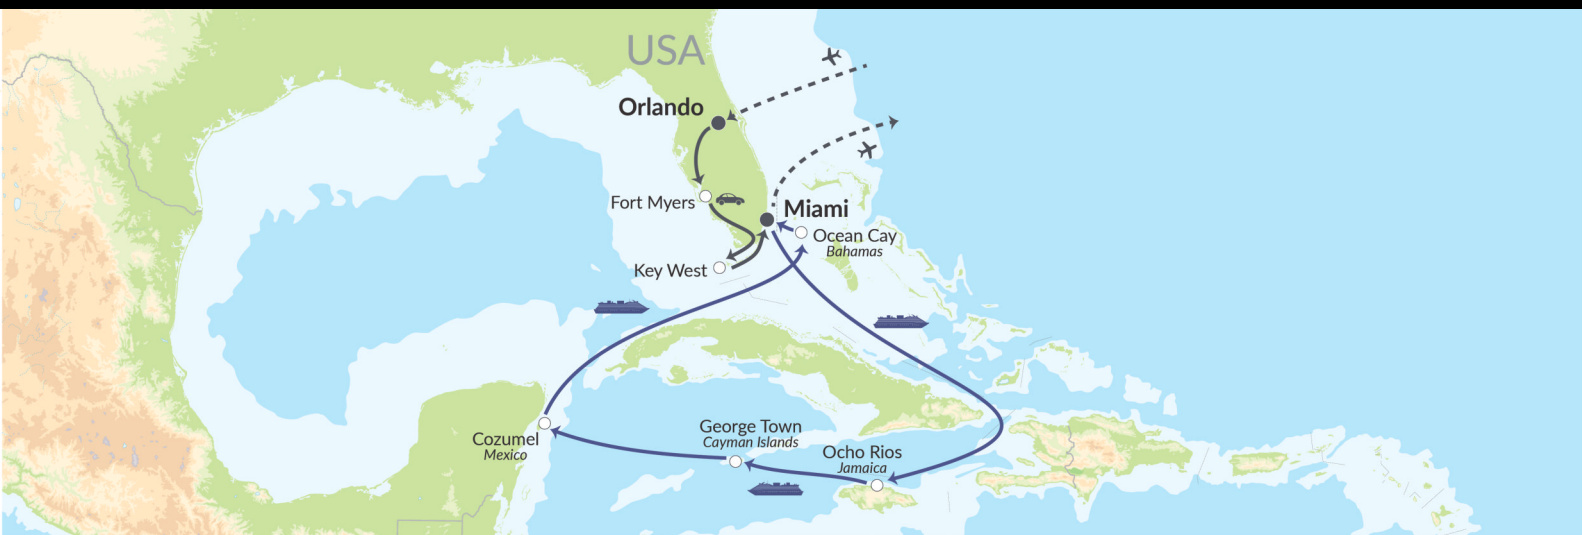 USA
Orlando
Fort Myers
Miami
Ocean Cay
Bahamas
Key West
George Town
Cayman Islands
Cozumel
Mexico
Ocho Rios
Jamaica